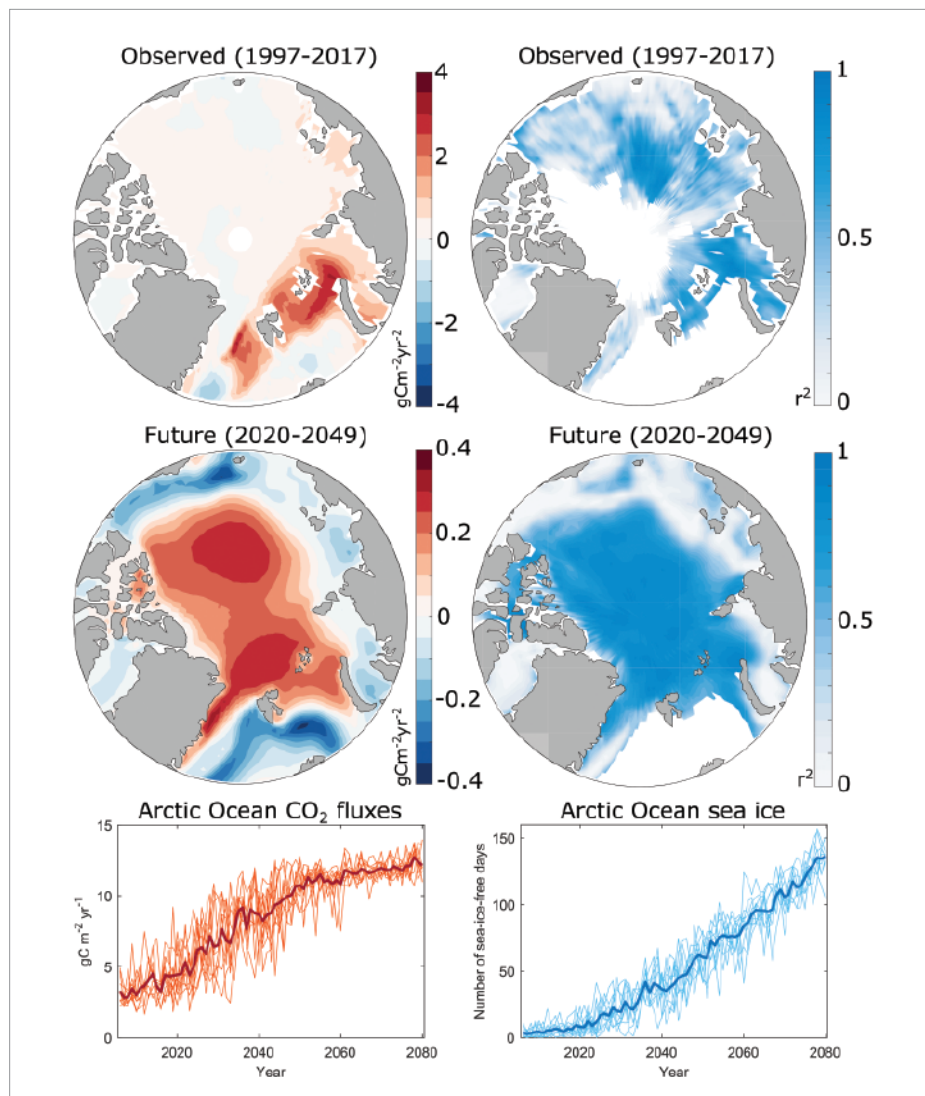 Observed (1997-2017)
4
2
0
-2
-4
gCm⁻²yr⁻²
Observed (1997-2017)
1
0.5
0
r²
Future (2020-2049)
0.4
0.2
0
-0.2
-0.4
gCm⁻²yr⁻²
Future (2020-2049)
1
0.5
0
r²
Arctic Ocean CO₂ fluxes
15
10
5
0
gC m⁻² yr⁻¹
2020 2040 2060 2080
Year
Arctic Ocean sea ice
150
100
50
0
Number of sea-ice-free days
2020 2040 2060 2080
Year